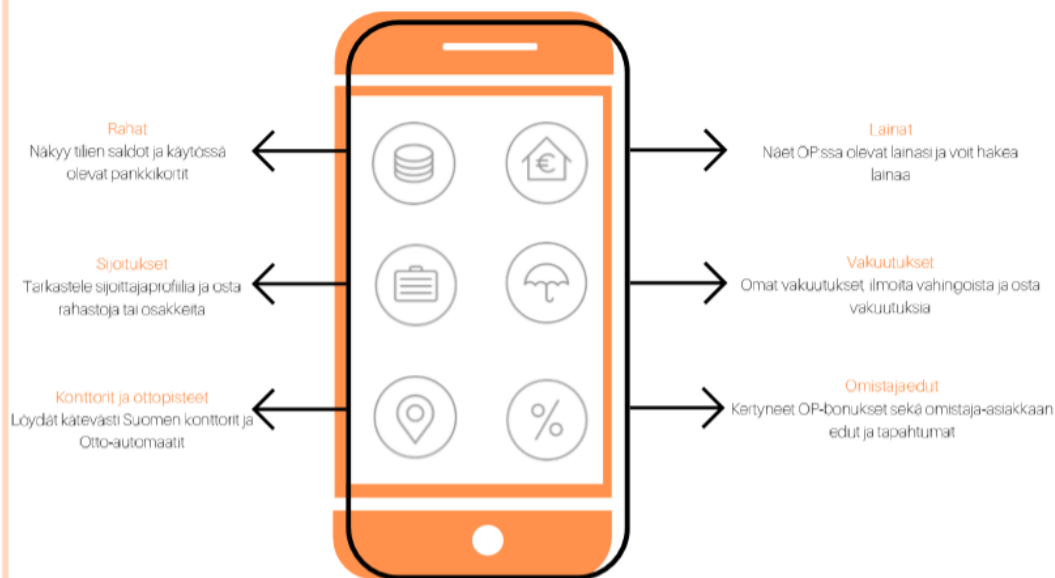 Rahat
Näkyy tilien saldot ja käytössä
olevat pankkikortit
Lainat
Näet OP:ssa olevat lainasi ja voit hakea
lainaa
€
Sijoitukset
Tarkastele sijoittajaprofiilia ja osta
rahastoja tai osakkeita
Vakuutukset
Omat vakuutukset, ilmoita vahingoista ja osta
vakuutuksia
Konttorit ja ottopisteet
Löydät kätevästi Suomen konttorit ja
Otto-automaatit
%
Omistajaedut
Kertyneet OP-bonukset sekä omistaja-asiakkaan
edut ja tapahtumat